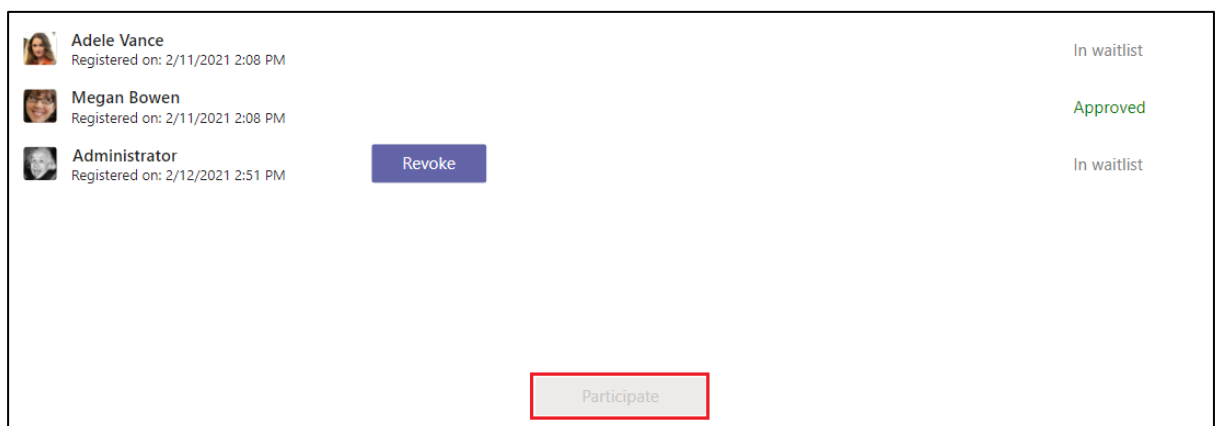 Adele Vance
Registered on: 2/11/2021 2:08 PM
In waitlist
Megan Bowen
Registered on: 2/11/2021 2:08 PM
Approved
Administrator
Registered on: 2/12/2021 2:51 PM
Revoke
In waitlist
Participate